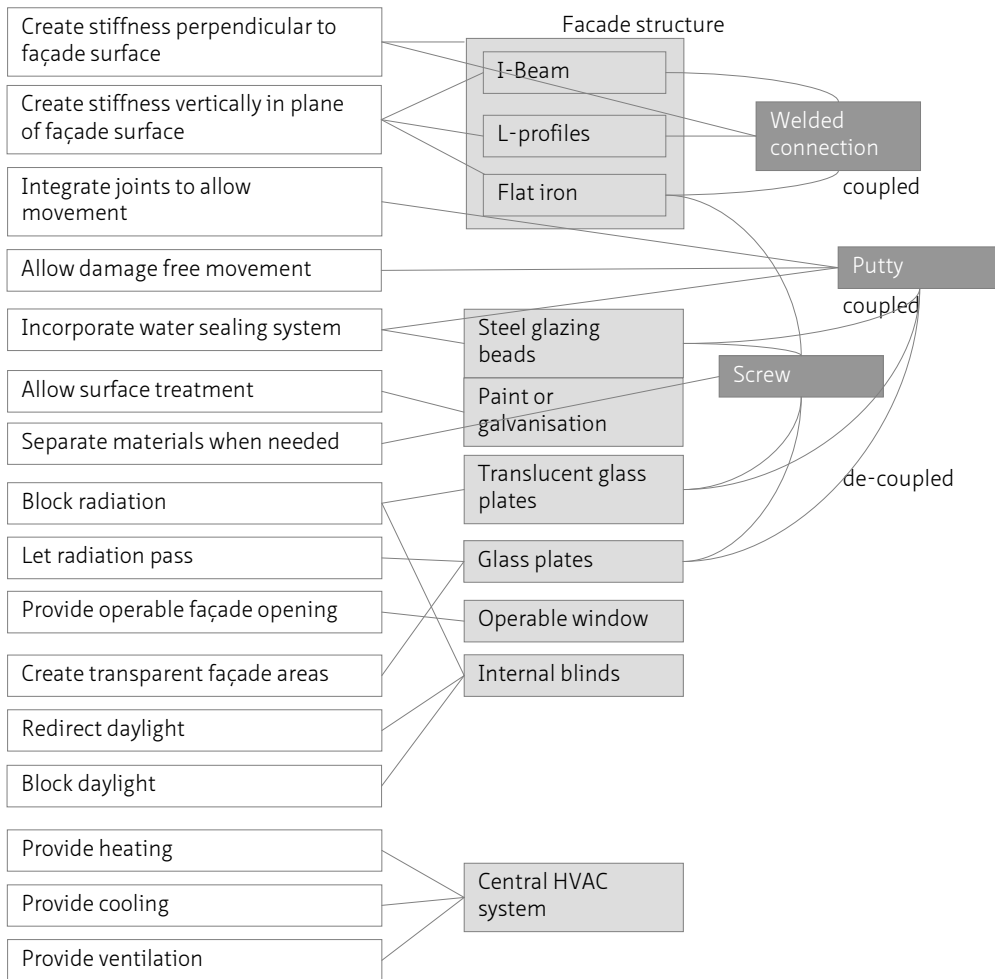 Create stiffness perpendicular to
façade surface
Create stiffness vertically in plane
of façade surface
Integrate joints to allow
movement
Allow damage free movement
Incorporate water sealing system
Allow surface treatment
Separate materials when needed
Block radiation
Let radiation pass
Provide operable façade opening
Create transparent façade areas
Redirect daylight
Block daylight
Provide heating
Provide cooling
Provide ventilation
Facade structure
I-Beam
L-profiles
Flat iron
Steel glazing
beads
Paint or
galvanisation
Translucent glass
plates
Glass plates
Operable window
Internal blinds
Central HVAC
system
Welded
connection
coupled
Putty
coupled
Screw
de-coupled